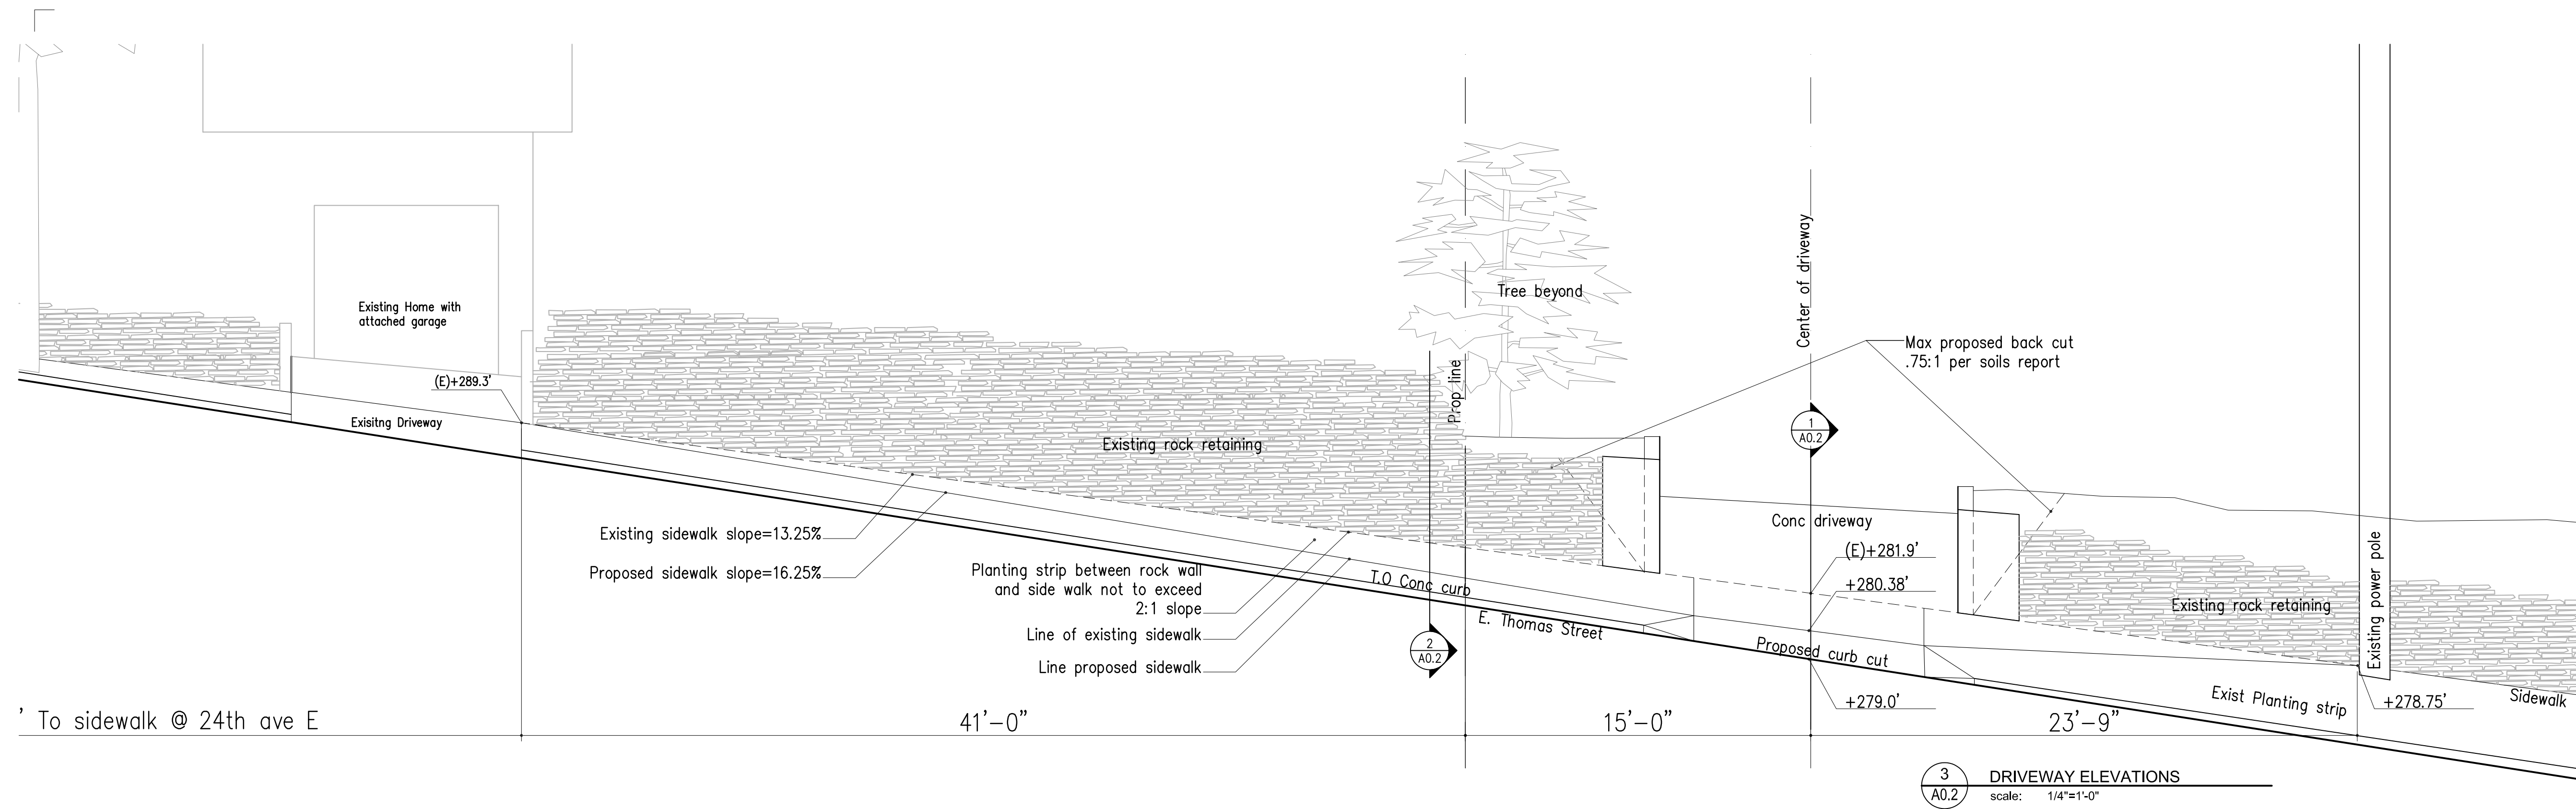 Existing Home with
attached garage
(E)+289.3'
Exisitng Driveway
Existing rock retaining
Existing sidewalk slope=13.25%
Proposed sidewalk slope=16.25%
Planting strip between rock wall
and side walk not to exceed
2:1 slope
Line of existing sidewalk
Line proposed sidewalk
T.O Conc curb
E. Thomas Street
Prop line
2
A0.2
Tree beyond
Center of driveway
1
A0.2
Max proposed back cut
.75:1 per soils report
Conc driveway
(E)+281.9'
+280.38'
Proposed curb cut
+279.0'
Existing rock retaining
Existing power pole
Exist Planting strip
+278.75'
Sidewalk
' To sidewalk @ 24th ave E
41'-0"
15'-0"
23'-9"
3
A0.2
DRIVEWAY ELEVATIONS
scale: 1/4"=1'-0"